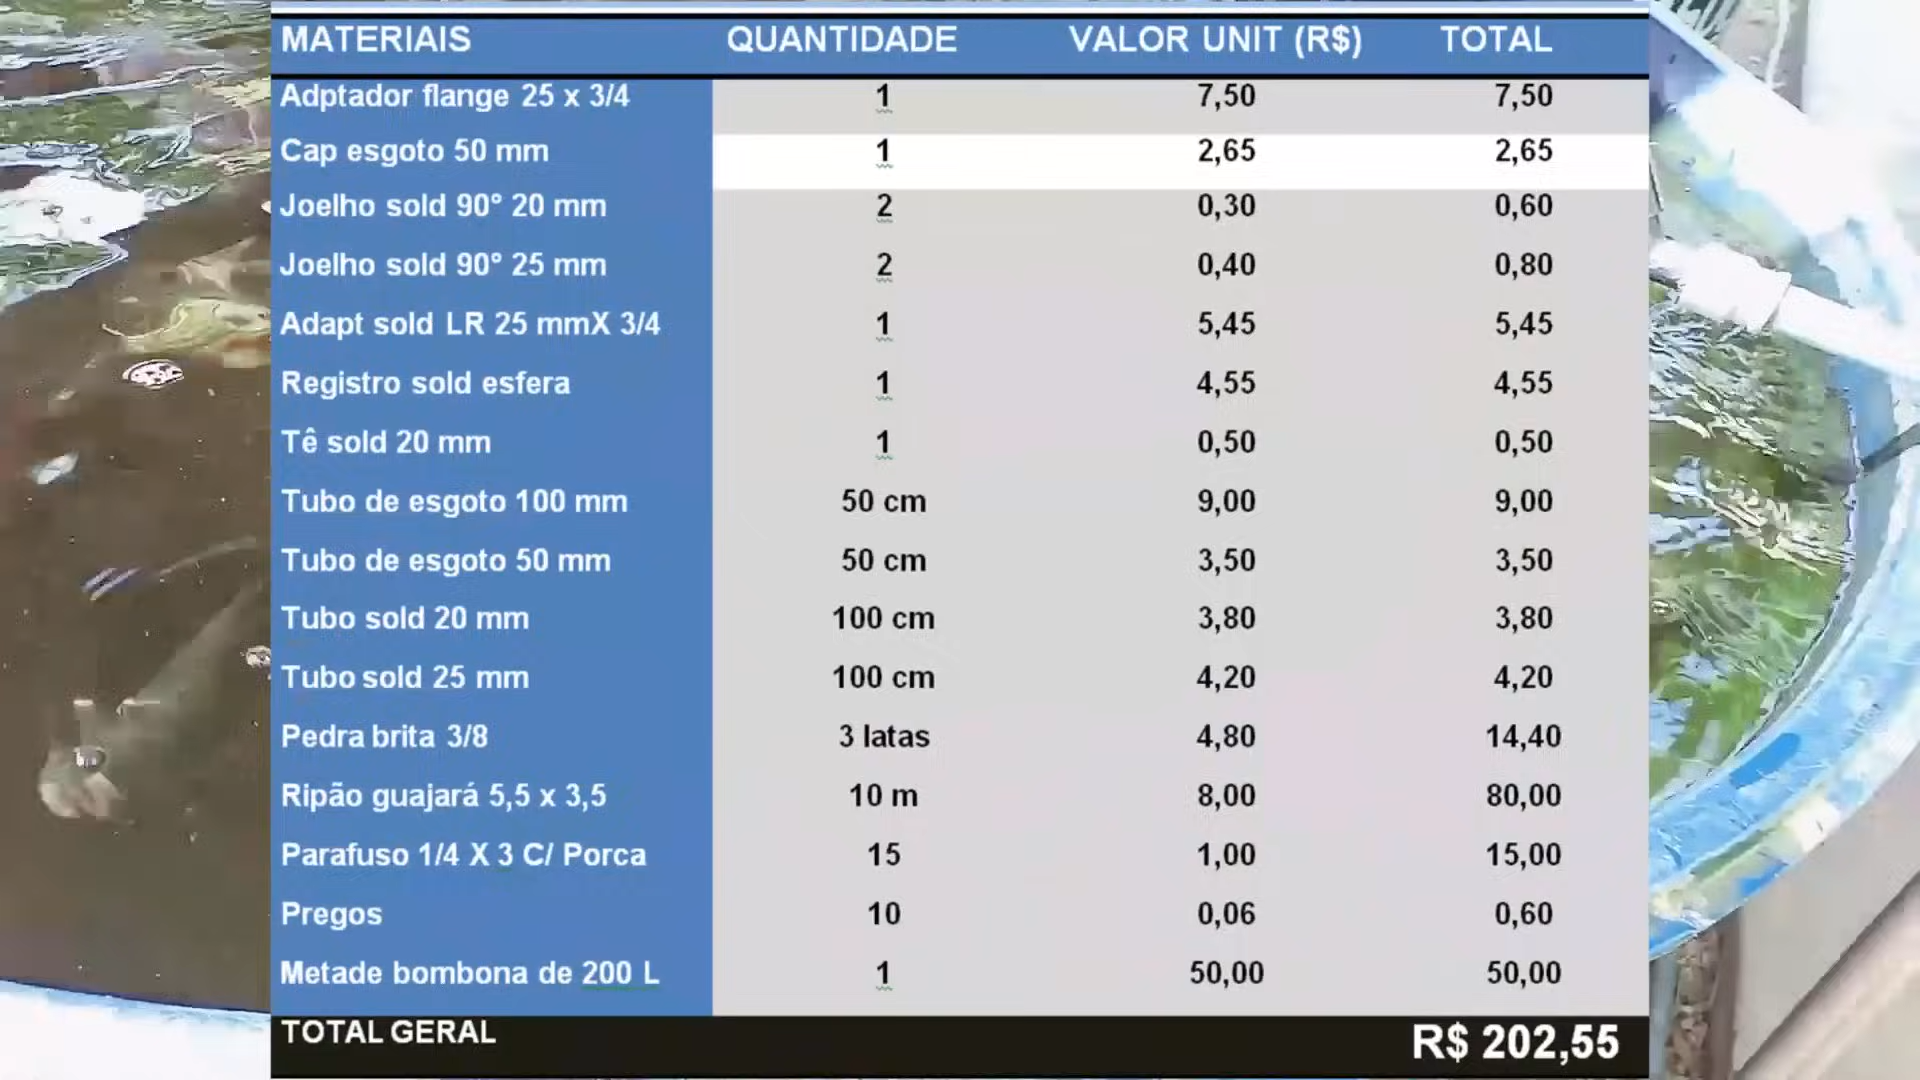 MATERIAIS QUANTIDADE VALOR UNIT (R$) TOTAL
Adptador flange 25 x 3/4 1 7,50 7,50
Cap esgoto 50 mm 1 2,65 2,65
Joelho sold 90° 20 mm 2 0,30 0,60
Joelho sold 90° 25 mm 2 0,40 0,80
Adapt sold LR 25 mmX 3/4 1 5,45 5,45
Registro sold esfera 1 4,55 4,55
Tê sold 20 mm 1 0,50 0,50
Tubo de esgoto 100 mm 50 cm 9,00 9,00
Tubo de esgoto 50 mm 50 cm 3,50 3,50
Tubo sold 20 mm 100 cm 3,80 3,80
Tubo sold 25 mm 100 cm 4,20 4,20
Pedra brita 3/8 3 latas 4,80 14,40
Ripão guajará 5,5 x 3,5 10 m 8,00 80,00
Parafuso 1/4 X 3 C/ Porca 15 1,00 15,00
Pregos 10 0,06 0,60
Metade bombona de 200 L 1 50,00 50,00
TOTAL GERAL R$ 202,55